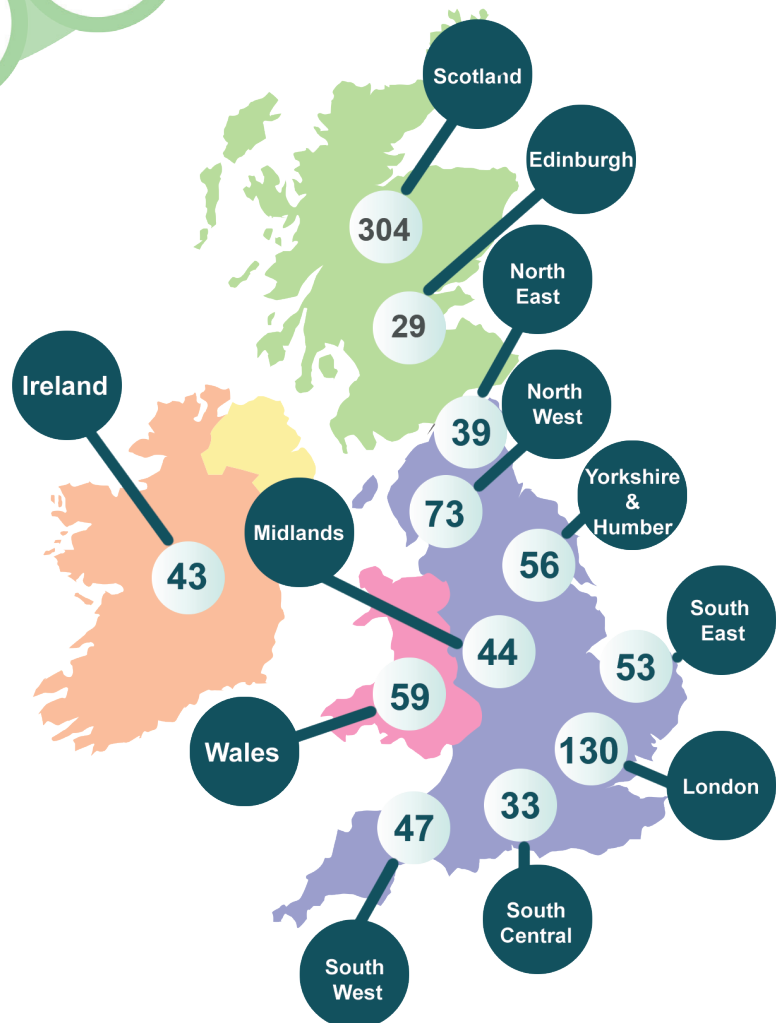 Scotland
304
Edinburgh
29
North
East
39
North
West
73
Ireland
43
Yorkshire
&
Humber
56
Midlands
44
South
East
53
Wales
59
London
130
South
Central
33
South
West
47